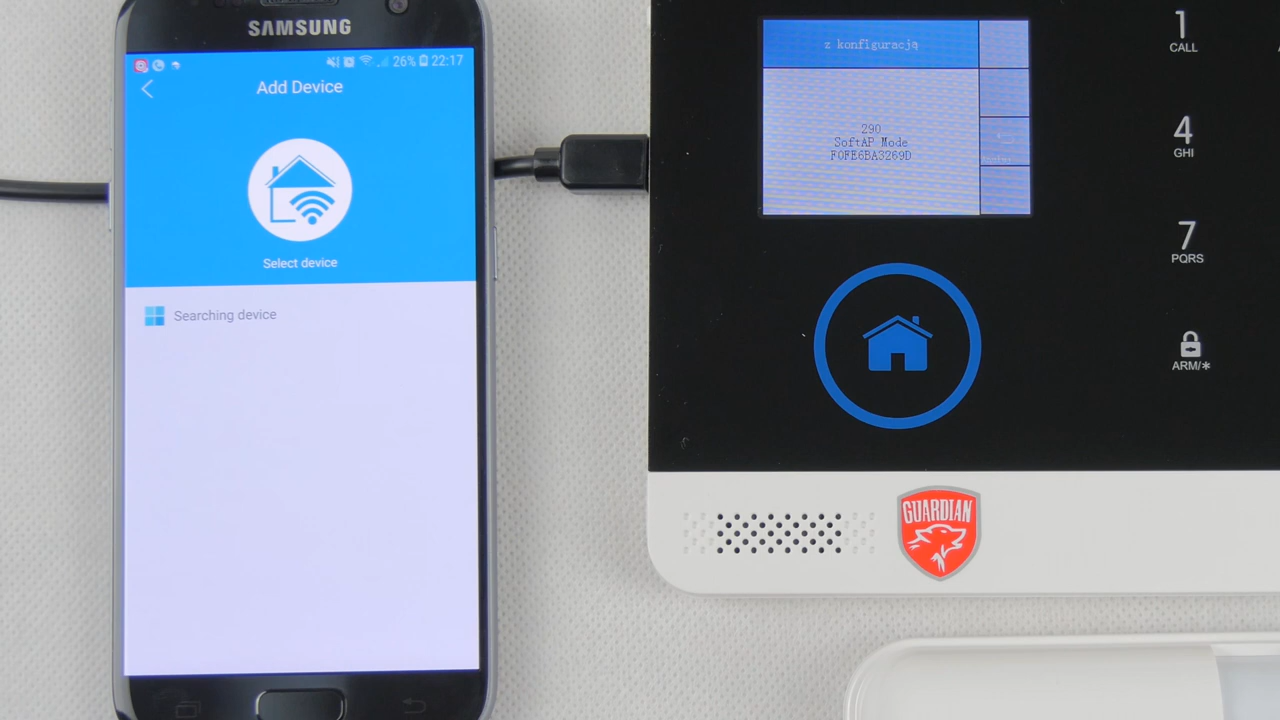 SAMSUNG
26% 22:17
Add Device
Select device
Searching device
z konfiguracją
290
SoftAP Mode
F0FE6BA3269D
1
CALL
4
GHI
7
PQRS
ARM/*
GUARDIAN